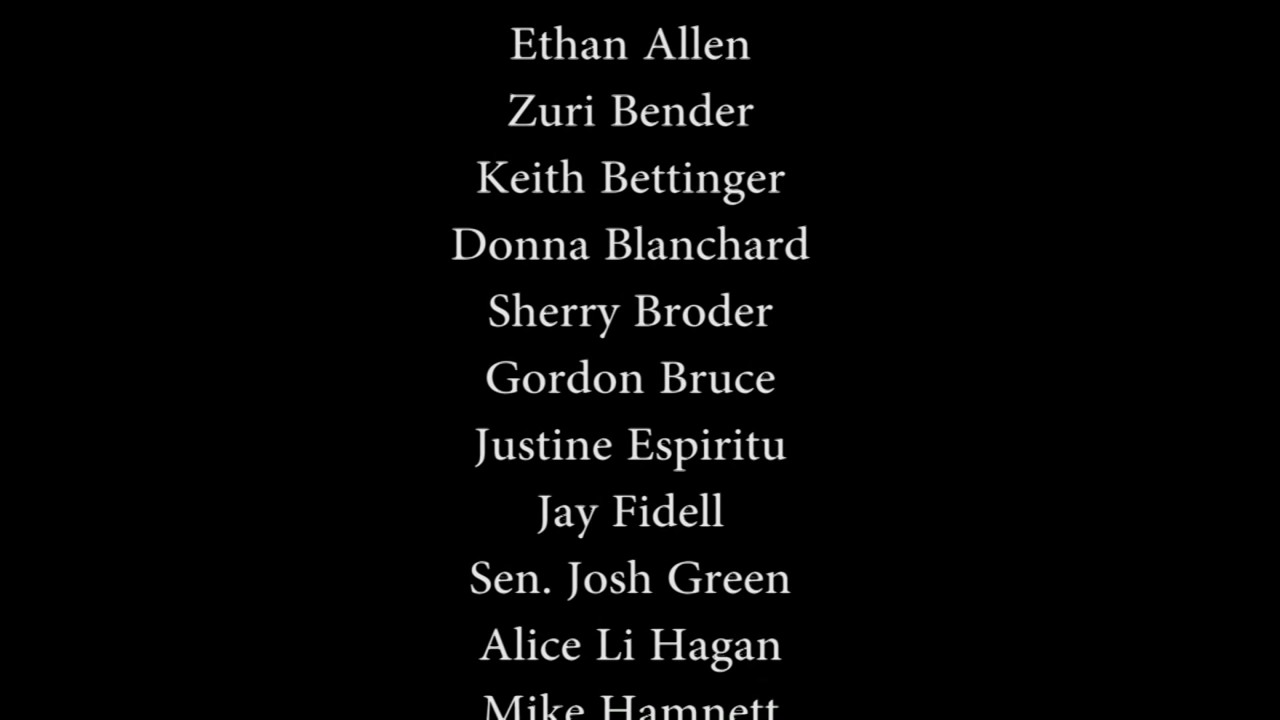 Ethan Allen
Zuri Bender
Keith Bettinger
Donna Blanchard
Sherry Broder
Gordon Bruce
Justine Espiritu
Jay Fidell
Sen. Josh Green
Alice Li Hagan
Mike Hamnett